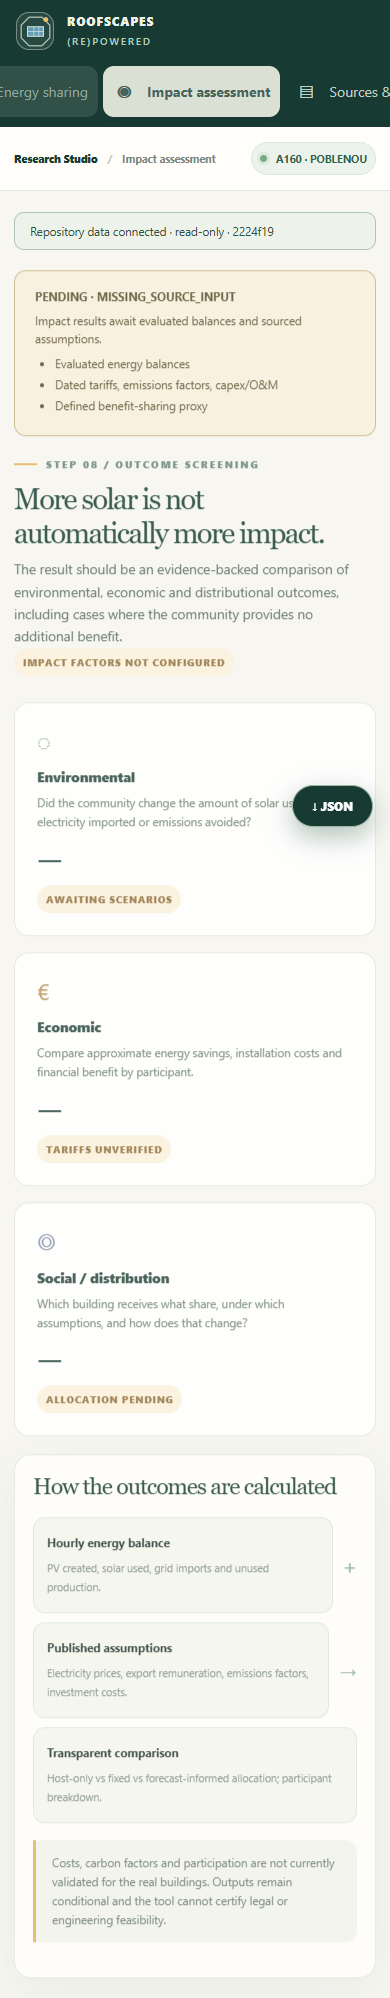 ROOFSCAPES
(RE)POWERED
Energy sharing
Impact assessment
Sources &
Research Studio / Impact assessment
A160 · POBLENOU
Repository data connected · read-only · 2224f19
PENDING · MISSING_SOURCE_INPUT
Impact results await evaluated balances and sourced
assumptions.
• Evaluated energy balances
• Dated tariffs, emissions factors, capex/O&M
• Defined benefit-sharing proxy
STEP 08 / OUTCOME SCREENING
More solar is not
automatically more impact.
The result should be an evidence-backed comparison of
environmental, economic and distributional outcomes,
including cases where the community provides no
additional benefit.
IMPACT FACTORS NOT CONFIGURED
Environmental
Did the community change the amount of solar
electricity imported or emissions avoided?
↓ JSON
—
AWAITING SCENARIOS
€
Economic
Compare approximate energy savings, installation costs and
financial benefit by participant.
—
TARIFFS UNVERIFIED
Social / distribution
Which building receives what share, under which
assumptions, and how does that change?
—
ALLOCATION PENDING
How the outcomes are calculated
Hourly energy balance
PV created, solar used, grid imports and unused
production.
+
Published assumptions
Electricity prices, export remuneration, emissions factors,
investment costs.
→
Transparent comparison
Host-only vs fixed vs forecast-informed allocation; participant
breakdown.
Costs, carbon factors and participation are not currently
validated for the real buildings. Outputs remain
conditional and the tool cannot certify legal or
engineering feasibility.